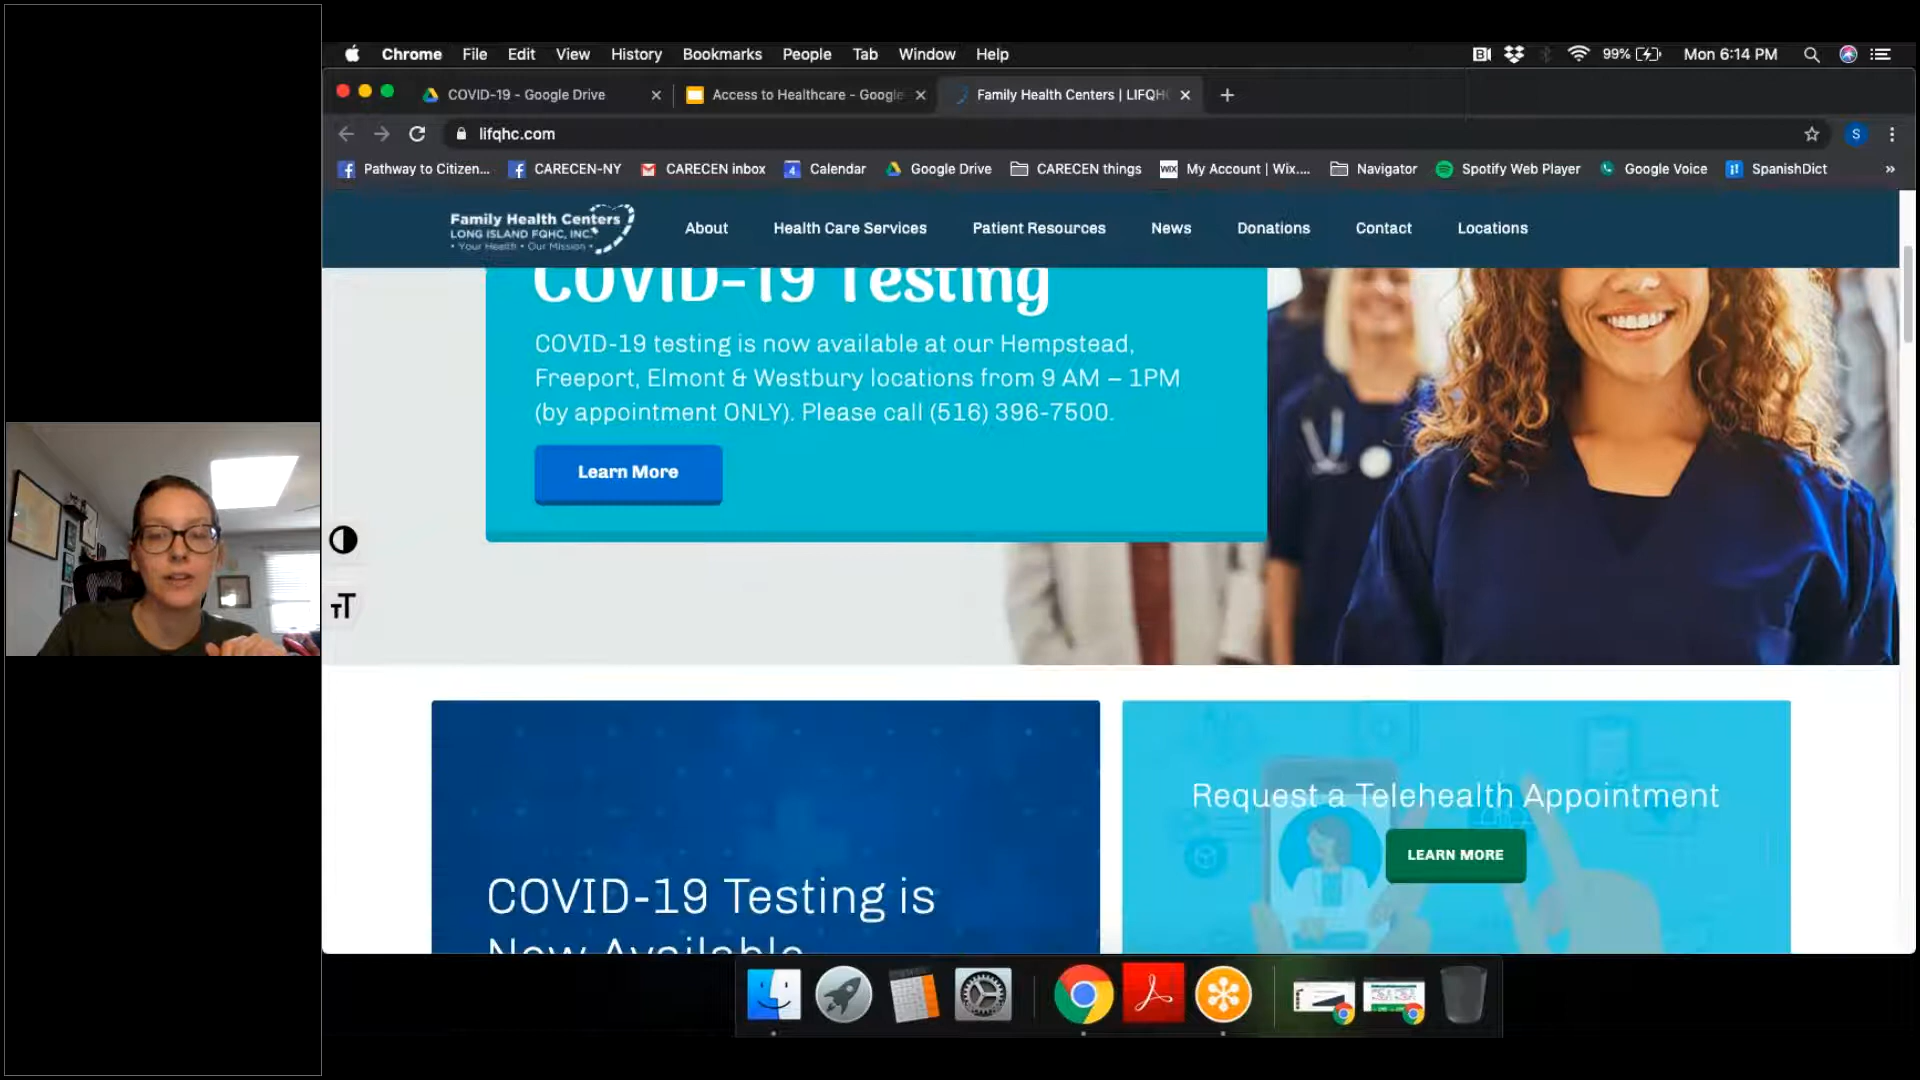 Chrome File Edit View History Bookmarks People Tab Window Help 99% Mon 6:14 PM
COVID-19 - Google Drive Access to Healthcare - Google Family Health Centers | LIFQH
lifqhc.com S
Pathway to Citizen... CARECEN-NY CARECEN inbox 4 Calendar Google Drive CARECEN things WIX My Account | Wix.... Navigator Spotify Web Player Google Voice SpanishDict »
Family Health Centers
LONG ISLAND FQHC, INC.
• Your Health • Our Mission •
About Health Care Services Patient Resources News Donations Contact Locations
COVID-19 Testing
COVID-19 testing is now available at our Hempstead,
Freeport, Elmont & Westbury locations from 9 AM – 1PM
(by appointment ONLY). Please call (516) 396-7500.
Learn More
TT
Request a Telehealth Appointment
LEARN MORE
COVID-19 Testing is
Now Available